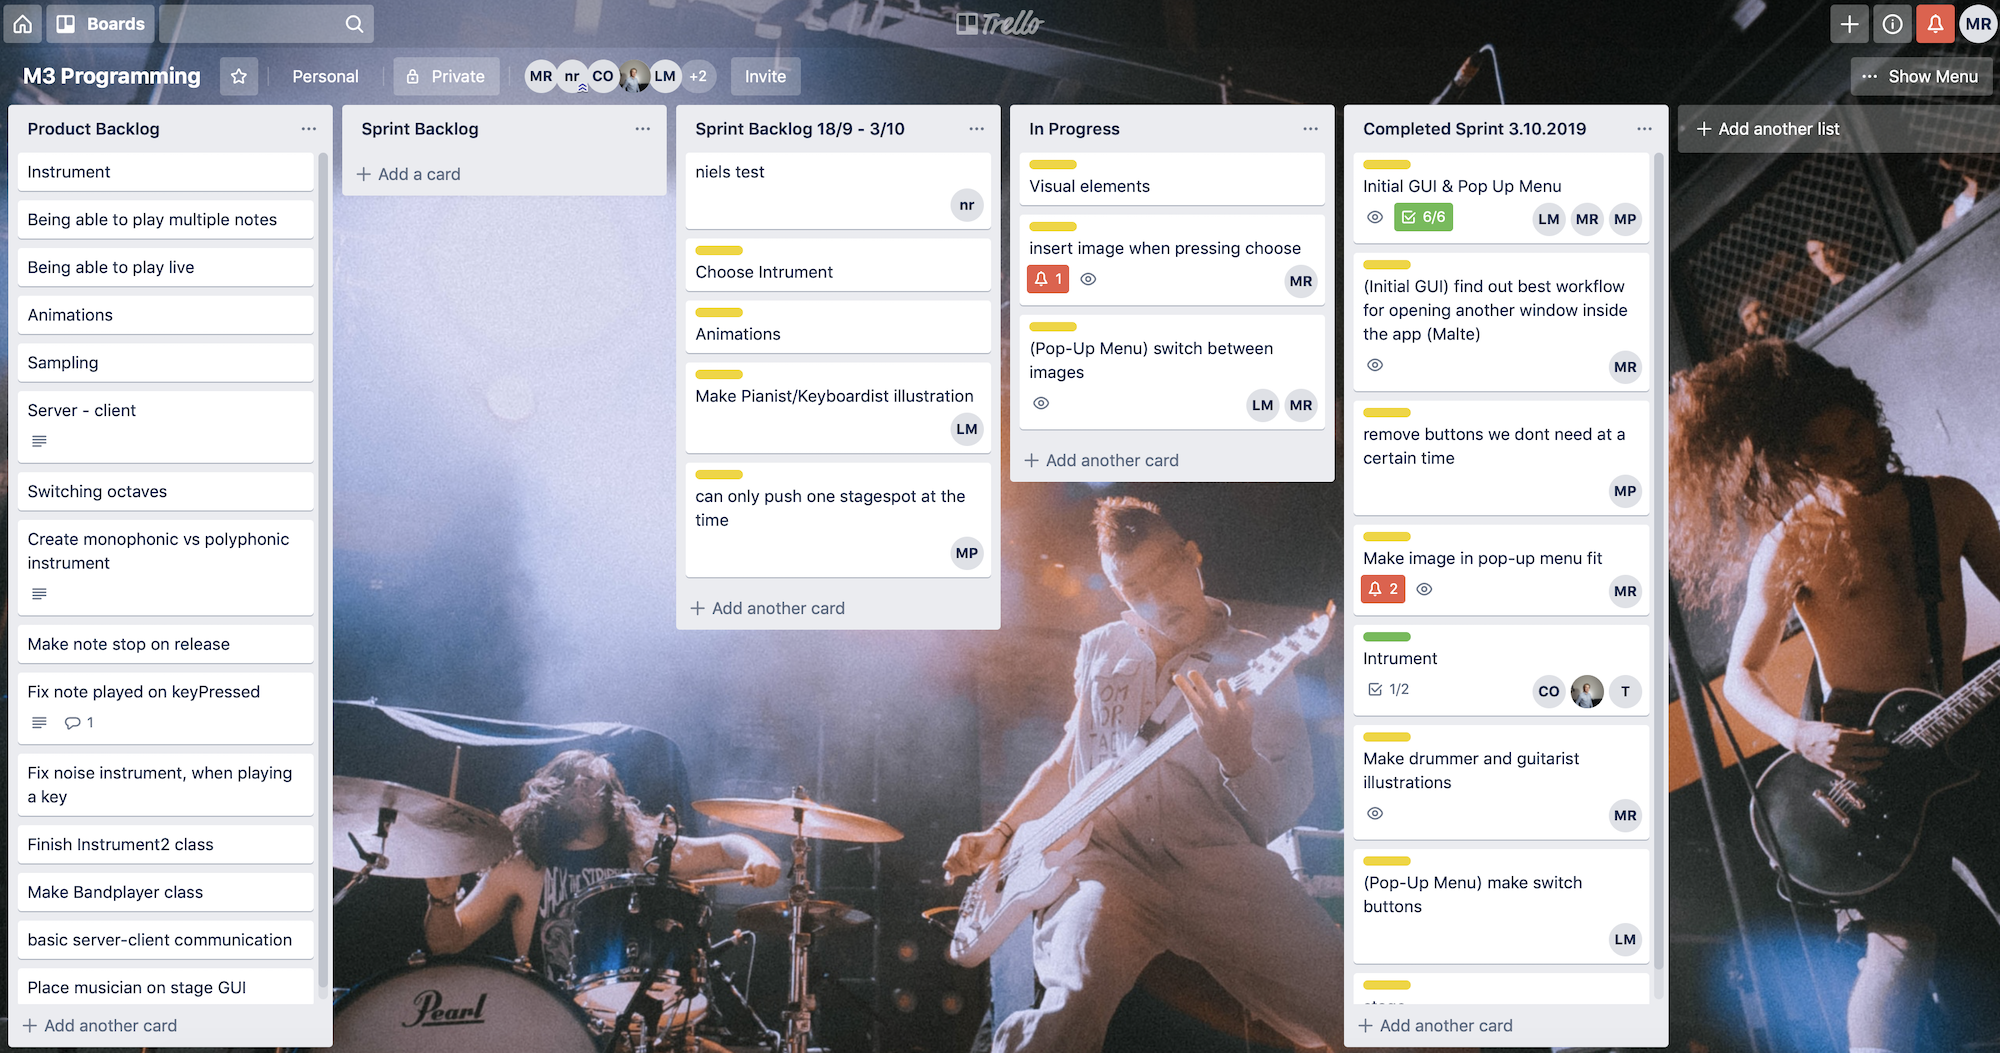 Boards
Trello
MR
M3 Programming
Personal
Private
MR nr CO LM +2
Invite
Show Menu
Product Backlog
Instrument
Being able to play multiple notes
Being able to play live
Animations
Sampling
Server - client
Switching octaves
Create monophonic vs polyphonic
instrument
Make note stop on release
Fix note played on keyPressed
1
Fix noise instrument, when playing
a key
Finish Instrument2 class
Make Bandplayer class
basic server-client communication
Place musician on stage GUI
+ Add another card
Sprint Backlog
+ Add a card
Sprint Backlog 18/9 - 3/10
niels test
nr
Choose Intrument
Animations
Make Pianist/Keyboardist illustration
LM
can only push one stagespot at the
time
MP
+ Add another card
In Progress
Visual elements
insert image when pressing choose
1
MR
(Pop-Up Menu) switch between
images
LM MR
+ Add another card
Completed Sprint 3.10.2019
Initial GUI & Pop Up Menu
6/6
LM MR MP
(Initial GUI) find out best workflow
for opening another window inside
the app (Malte)
MR
remove buttons we dont need at a
certain time
MP
Make image in pop-up menu fit
2
MR
Intrument
1/2
CO T
Make drummer and guitarist
illustrations
MR
(Pop-Up Menu) make switch
buttons
LM
+ Add another card
+ Add another list
Pearl